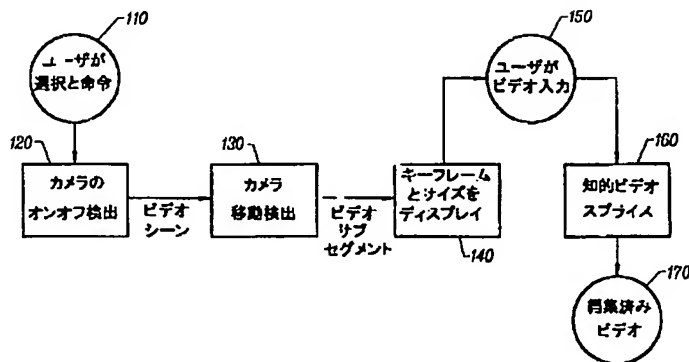 110
ユーザが
選択と命令
120
カメラの
オンオフ検出
ビデオ
シーン
130
カメラ
移動検出
ビデオ
サブ
セグメント
キーフレーム
とサイズを
ディスプレイ
140
150
ユーザが
ビデオ入力
160
知的ビデオ
スプライス
170
編集済み
ビデオ